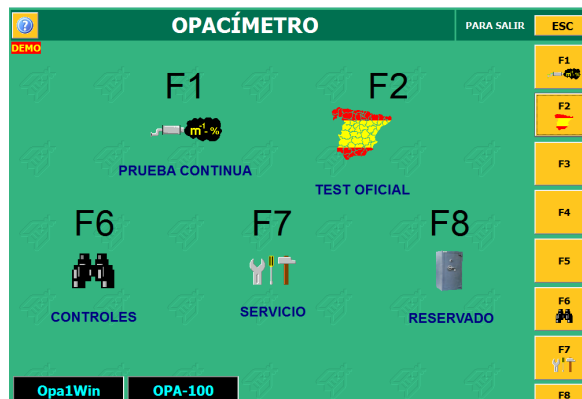 OPACÍMETRO
PARA SALIR
ESC
DEMO
F1
m⁻¹-%
PRUEBA CONTINUA
F2
TEST OFICIAL
F6
CONTROLES
F7
SERVICIO
F8
RESERVADO
F1
m⁻¹%
F2
F3
F4
F5
F6
F7
F8
Opa1Win
OPA-100